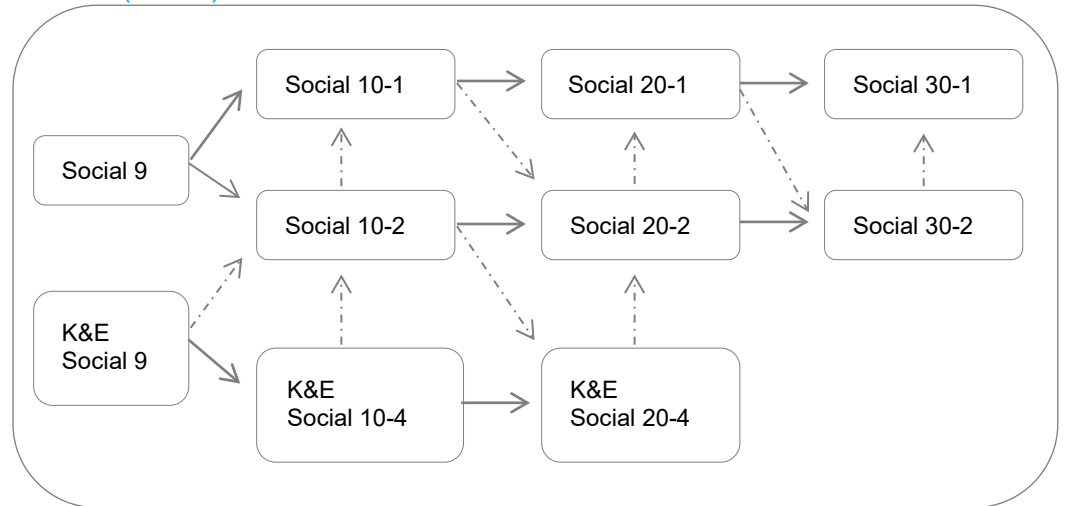 Social 10-1
Social 20-1
Social 30-1
Social 9
Social 10-2
Social 20-2
Social 30-2
K&E
Social 9
K&E
Social 10-4
K&E
Social 20-4